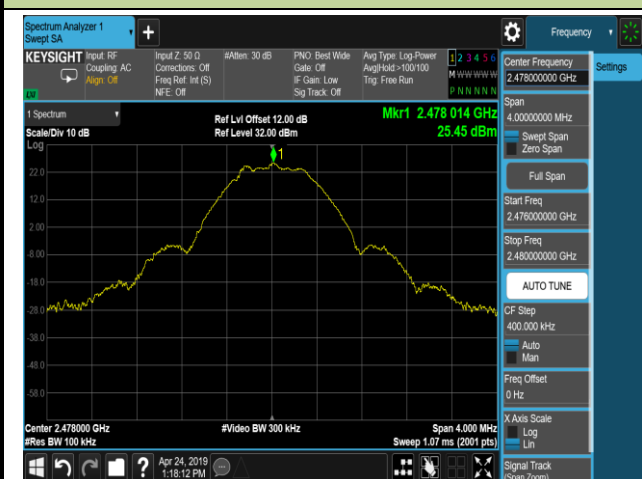 Spectrum Analyzer 1
Swept SA
+
Frequency
KEYSIGHT
Input: RF
Coupling: AC
Align: Off
Input Z: 50 Ω
Corrections: Off
Freq Ref: Int (S)
NFE: Off
#Atten: 30 dB
PNO: Best Wide
Gate: Off
IF Gain: Low
Sig Track: Off
Avg Type: Log-Power
Avg|Hold:>100/100
Trig: Free Run
1 2 3 4 5 6
M W W W W W
P N N N N N
LXI
1 Spectrum
Scale/Div 10 dB
Ref Lvl Offset 12.00 dB
Ref Level 32.00 dBm
Mkr1 2.478 014 GHz
25.45 dBm
Log
1
22.0
12.0
2.00
-8.00
-18.0
-28.0
-38.0
-48.0
-58.0
Center 2.478000 GHz
#Res BW 100 kHz
#Video BW 300 kHz
Span 4.000 MHz
Sweep 1.07 ms (2001 pts)
?
Apr 24, 2019
1:18:12 PM
Center Frequency
2.478000000 GHz
Settings
Span
4.00000000 MHz
Swept Span
Zero Span
Full Span
Start Freq
2.476000000 GHz
Stop Freq
2.480000000 GHz
AUTO TUNE
CF Step
400.000 kHz
Auto
Man
Freq Offset
0 Hz
X Axis Scale
Log
Lin
Signal Track
(Span Zoom)